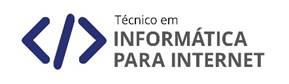 Técnico em
INFORMÁTICA
PARA INTERNET